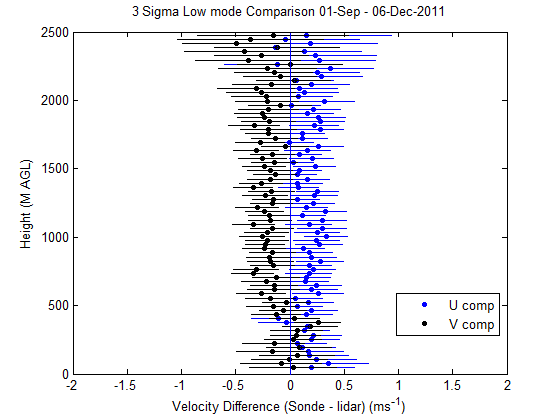 3 Sigma Low mode Comparison 01-Sep - 06-Dec-2011
2500
2000
1500
1000
500
0
Height (M AGL)
U comp
V comp
-2 -1.5 -1 -0.5 0 0.5 1 1.5 2
Velocity Difference (Sonde - lidar) (ms⁻¹)